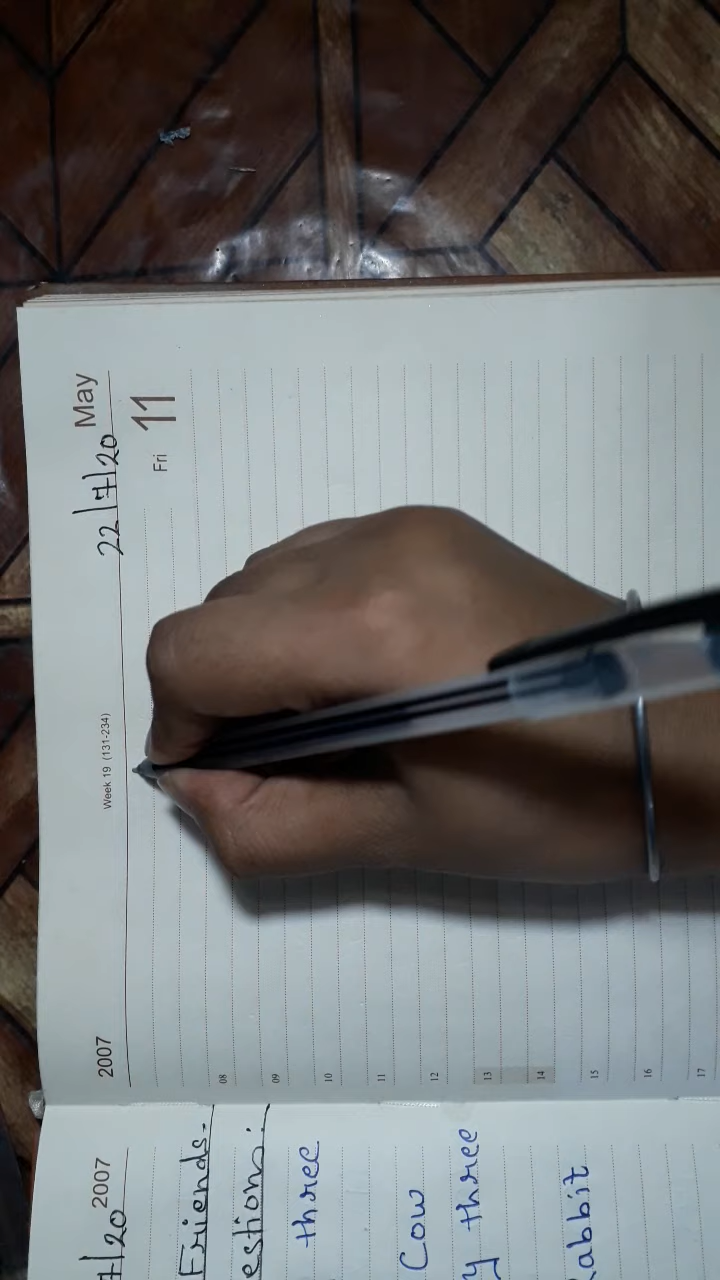 2007 Week 19 (131-234) 22/7/20 May
Fri 11
08
09
10
11
12
13
14
15
16
17
7/20 2007
Friends.
estions:
three
Cow
y three
abbit